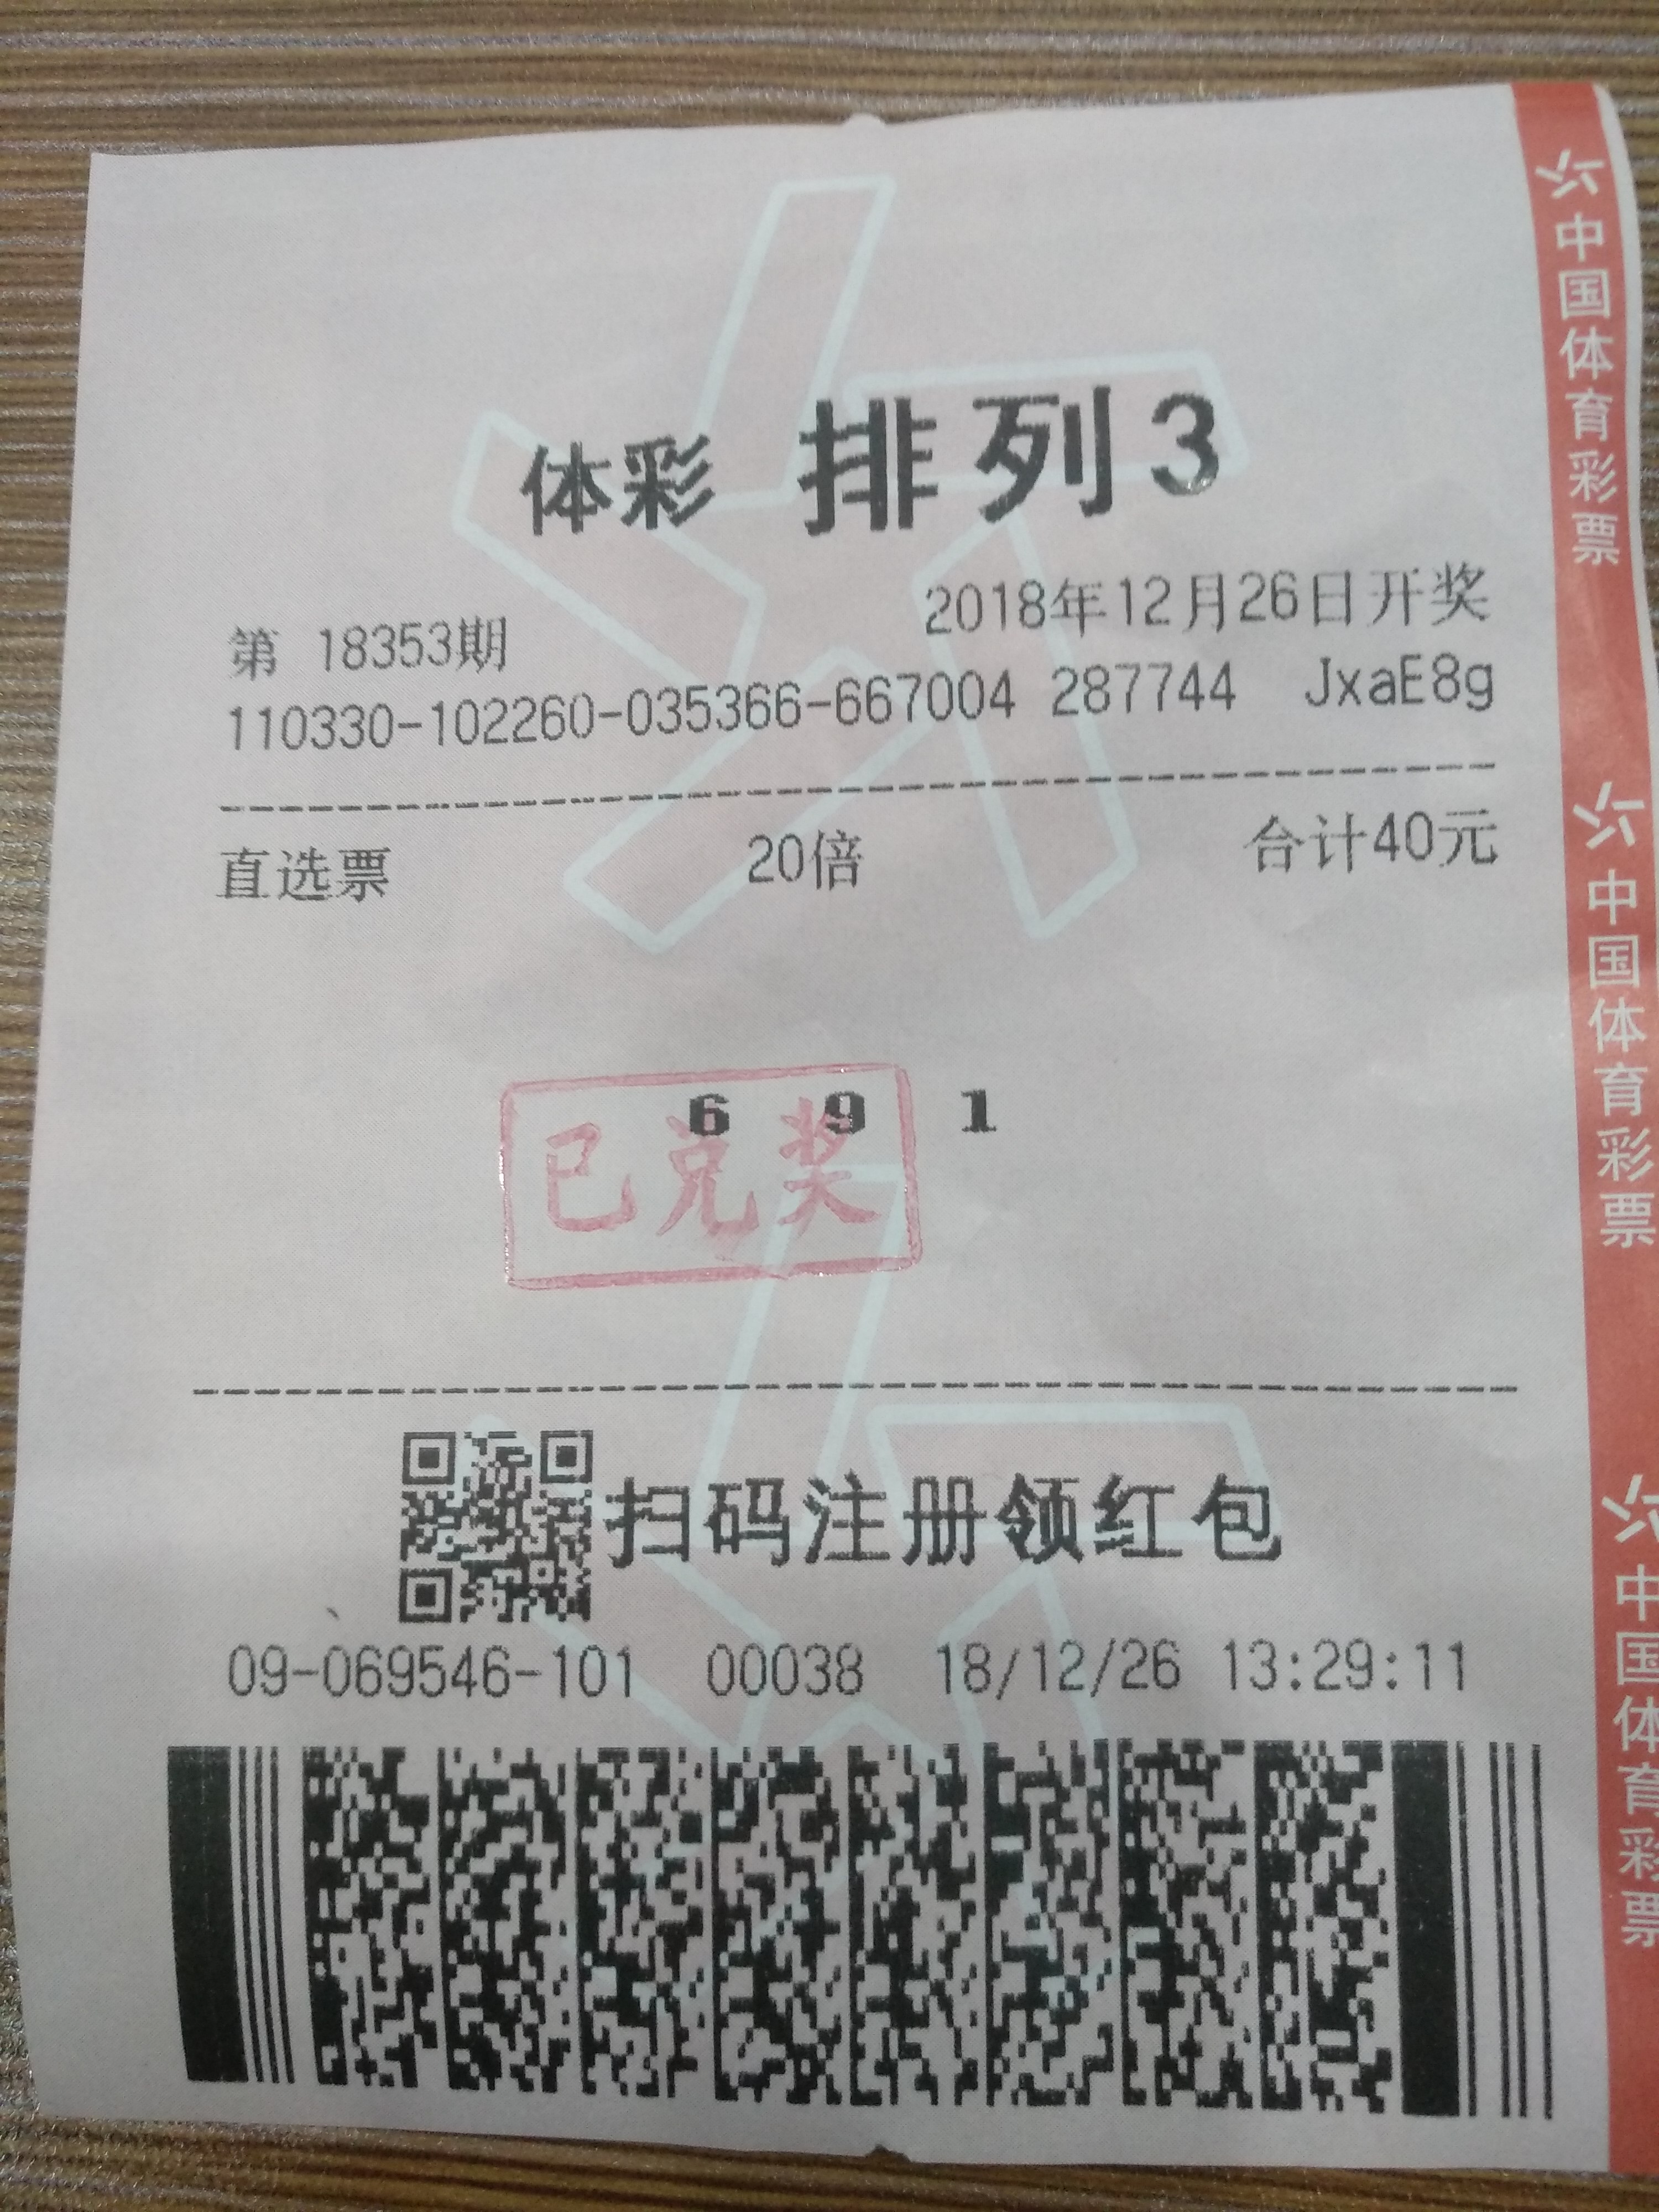 体彩 排列3
第 18353期 2018年12月26日开奖
110330-102260-035366-667004 287744 JxaE8g
直选票 20倍 合计40元
6 9 1
已兑奖
扫码注册领红包
09-069546-101 00038 18/12/26 13:29:11
中国体育彩票
中国体育彩票
中国体育彩票